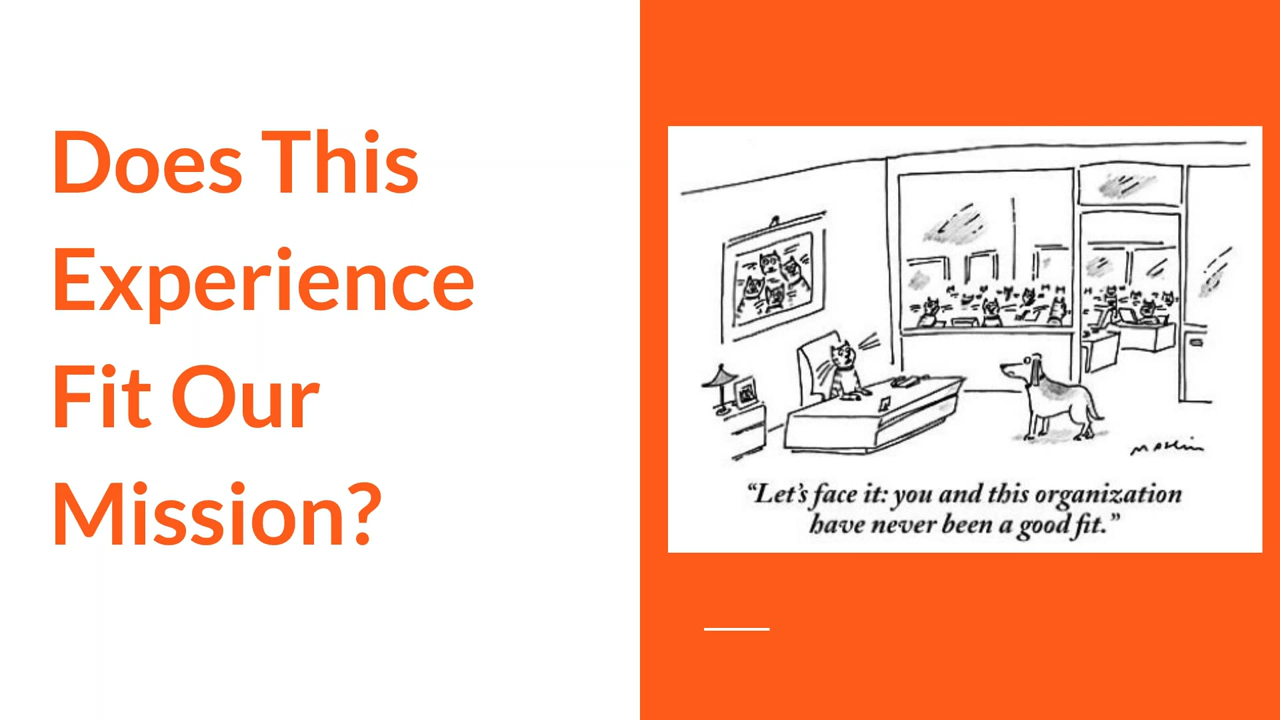 Does This
Experience
Fit Our
Mission?
“Let’s face it: you and this organization
have never been a good fit.”